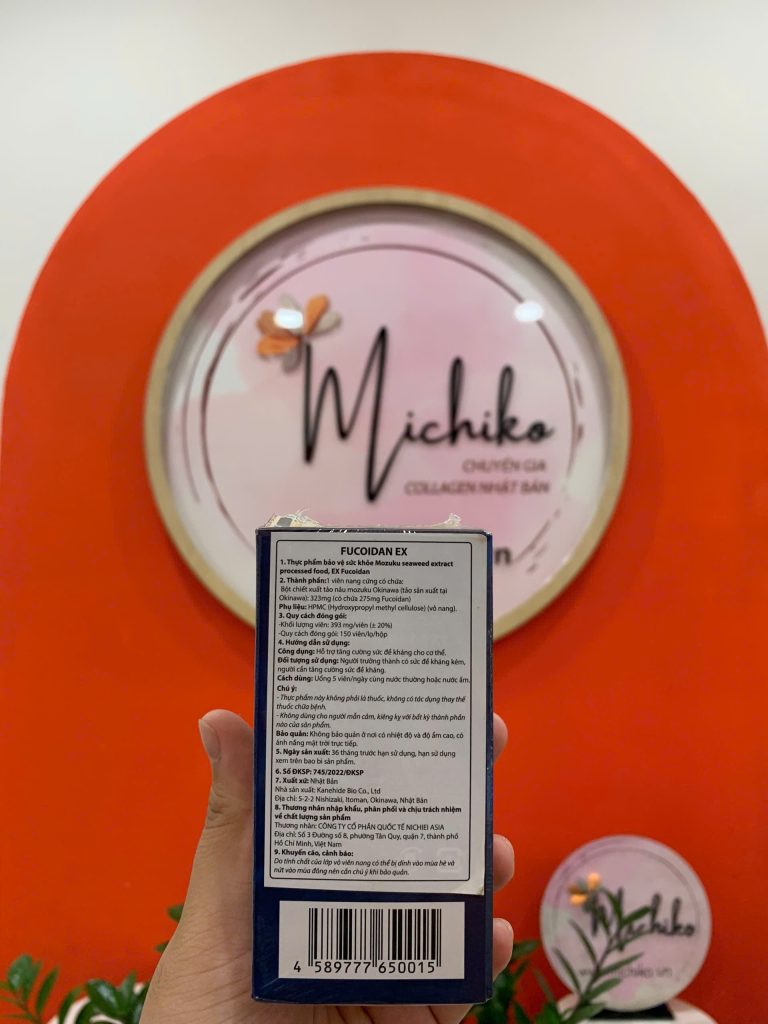 Michiko
CHUYÊN GIA
COLLAGEN NHẬT BẢN
FUCOIDAN EX
1. Thực phẩm bảo vệ sức khỏe Mozuku seaweed extract
processed food, EX Fucoidan
2. Thành phần:1 viên nang cứng có chứa:
Bột chiết xuất tảo nâu mozuku Okinawa (tảo sản xuất tại
Okinawa): 323mg (có chứa 275mg Fucoidan)
Phụ liệu: HPMC (Hydroxypropyl methyl cellulose) (vỏ nang).
3. Quy cách đóng gói:
-Khối lượng viên: 393 mg/viên (± 20%)
-Quy cách đóng gói: 150 viên/lọ/hộp
4. Hướng dẫn sử dụng:
Công dụng: Hỗ trợ tăng cường sức đề kháng cho cơ thể.
Đối tượng sử dụng: Người trưởng thành có sức đề kháng kém,
người cần tăng cường sức đề kháng.
Cách dùng: Uống 5 viên/ngày cùng nước thường hoặc nước ấm.
Chú ý:
- Thực phẩm này không phải là thuốc, không có tác dụng thay thế
thuốc chữa bệnh.
- Không dùng cho người mẫn cảm, kiêng kỵ với bất kỳ thành phần
nào của sản phẩm.
Bảo quản: Không bảo quản ở nơi có nhiệt độ và độ ẩm cao, có
ánh nắng mặt trời trực tiếp.
5. Ngày sản xuất: 36 tháng trước hạn sử dụng, hạn sử dụng
xem trên bao bì sản phẩm.
6. Số ĐKSP: 745/2022/ĐKSP
7. Xuất xứ: Nhật Bản
Nhà sản xuất: Kanehide Bio Co., Ltd
Địa chỉ: 5-2-2 Nishizaki, Itoman, Okinawa, Nhật Bản
8. Thương nhân nhập khẩu, phân phối và chịu trách nhiệm
về chất lượng sản phẩm
Thương nhân: CÔNG TY CỔ PHẦN QUỐC TẾ NICHIEI ASIA
Địa chỉ: Số 3 Đường số 8, phường Tân Quy, quận 7, thành phố
Hồ Chí Minh, Việt Nam
9. Khuyến cáo, cảnh báo:
Do tính chất của lớp vỏ viên nang có thể bị dính vào mùa hè và
nứt vào mùa đông nên cần chú ý khi bảo quản.
4 589777 650015
Michiko